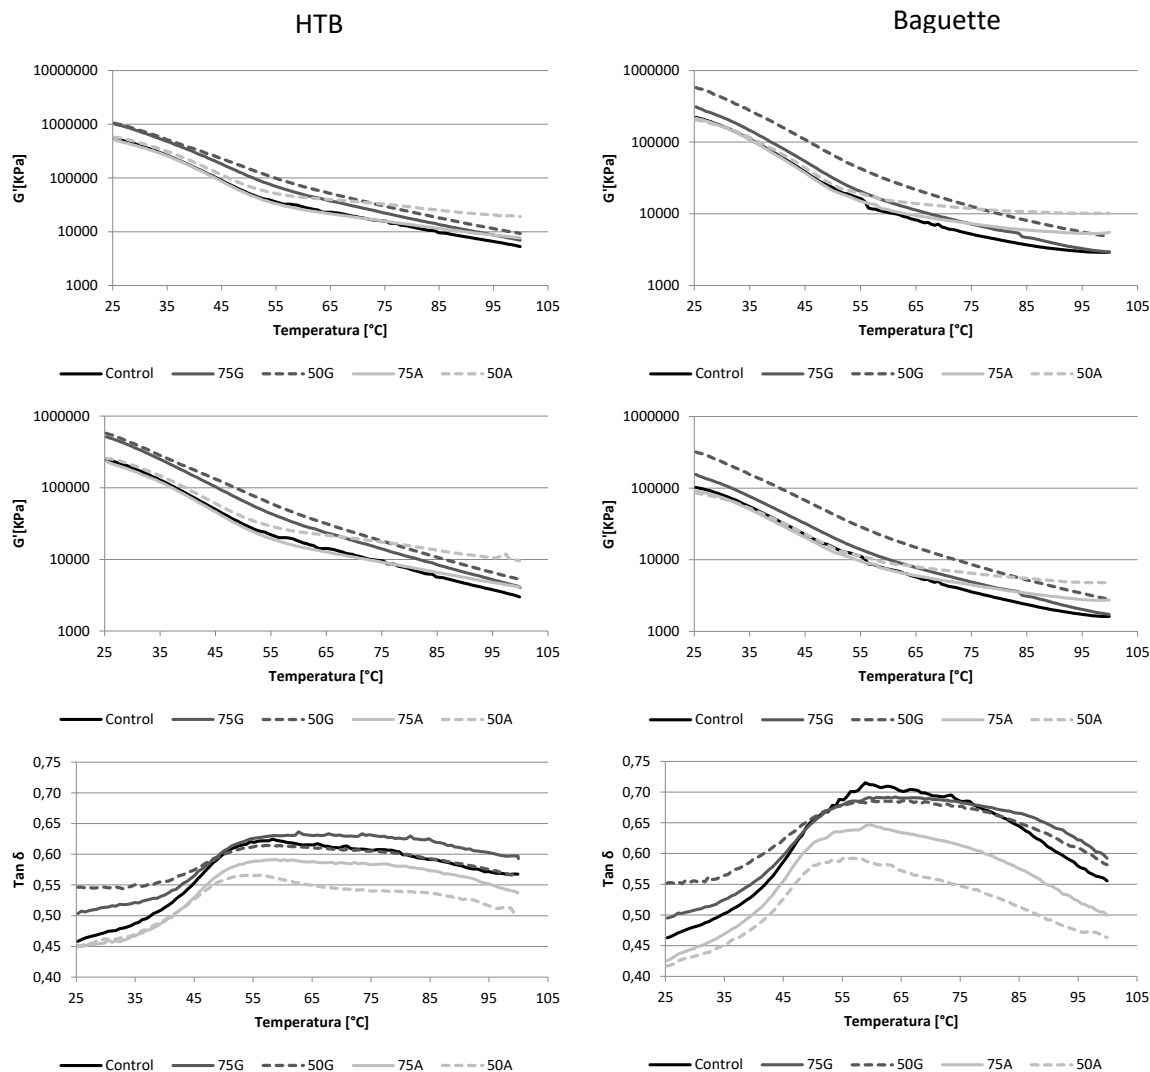 HTB
Baguette
10000000
1000000
100000
10000
1000
G'[KPa]
25 35 45 55 65 75 85 95 105
Temperatura [°C]
Control 75G 50G 75A 50A
1000000
100000
10000
1000
G'[KPa]
25 35 45 55 65 75 85 95 105
Temperatura [°C]
Control 75G 50G 75A 50A
1000000
100000
10000
1000
G'[KPa]
25 35 45 55 65 75 85 95 105
Temperatura [°C]
Control 75G 50G 75A 50A
1000000
100000
10000
1000
G'[KPa]
25 35 45 55 65 75 85 95 105
Temperatura [°C]
Control 75G 50G 75A 50A
0,75
0,70
0,65
0,60
0,55
0,50
0,45
0,40
Tan δ
25 35 45 55 65 75 85 95 105
Temperatura [°C]
Control 75G 50G 75A 50A
0,75
0,70
0,65
0,60
0,55
0,50
0,45
0,40
Tan δ
25 35 45 55 65 75 85 95 105
Temperatura [°C]
Control 75G 50G 75A 50A